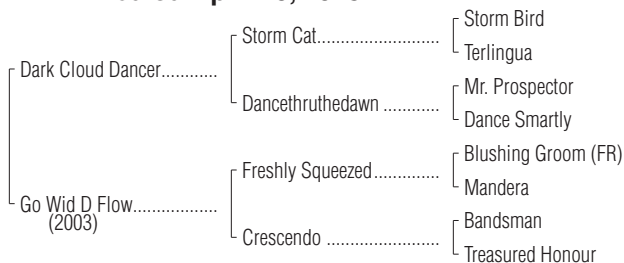 Storm Bird
Storm Cat............................
Terlingua
Dark Cloud Dancer............
Mr. Prospector
Dancethruthedawn ............
Dance Smartly
Blushing Groom (FR)
Freshly Squeezed...............
Mandera
Go Wid D Flow..................
(2003)
Bandsman
Crescendo ........................
Treasured Honour